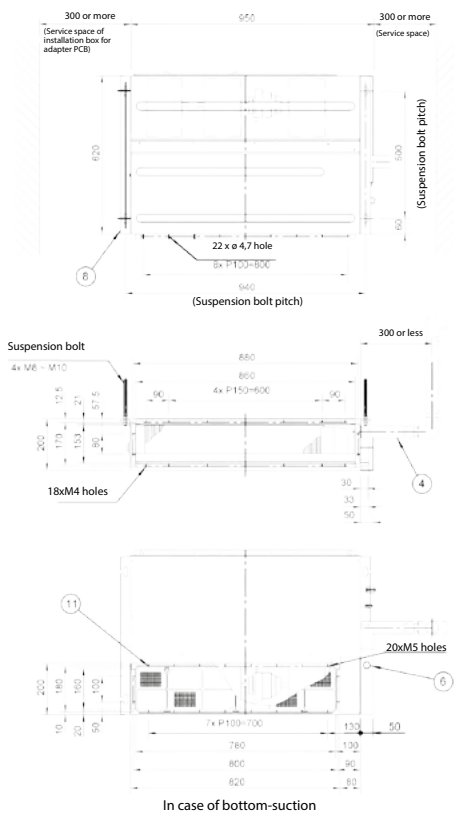 300 or more
(Service space of
installation box for
adapter PCB)
950
300 or more
(Service space)
620
500
(Suspension bolt pitch)
60
22 x ø 4,7 hole
8x P100=800
8
940
(Suspension bolt pitch)
300 or less
Suspension bolt
4x M8 ~ M10
880
860
4x P150=600
90
90
12.5
21
57.5
200
170
153
80
18xM4 holes
30
33
50
4
11
20xM5 holes
6
200
180
160
100
10
20
50
7x P100=700
130
50
760
100
800
90
820
80
In case of bottom-suction